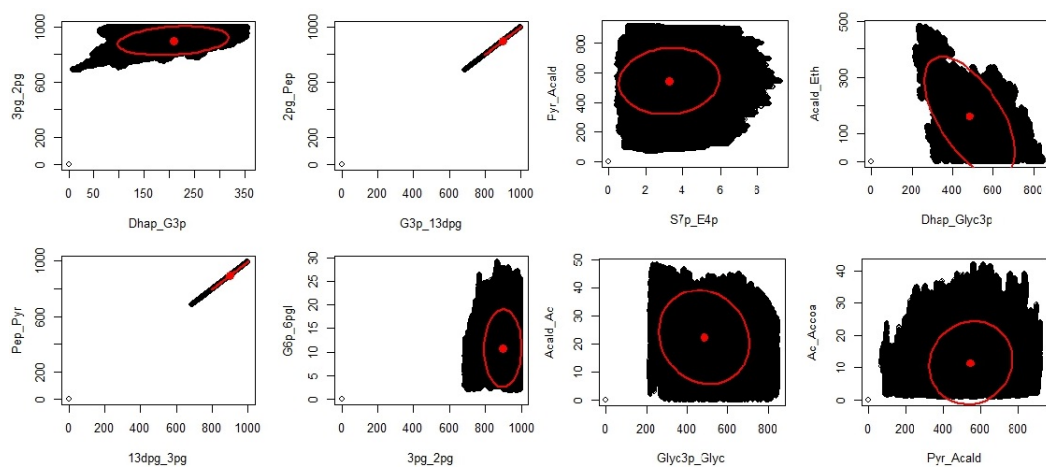 3pg_2pg
0 200 600 1000
0 50 150 250 350
Dhap_G3p
2pg_Pep
0 200 600 1000
0 200 400 600 800 1000
G3p_13dpg
Pyr_Acald
0 200 400 600 800
0 2 4 6 8
S7p_E4p
Acald_Eth
0 100 300 500
0 200 400 600 800
Dhap_Glyc3p
Pep_Pyr
0 200 600 1000
0 200 400 600 800 1000
13dpg_3pg
G6p_6pgl
0 5 10 15 20 25 30
0 200 400 600 800 1000
3pg_2pg
Acald_Ac
0 10 20 30 40 50
0 200 400 600 800
Glyc3p_Glyc
Ac_Accoa
0 10 20 30 40
0 200 400 600 800
Pyr_Acald